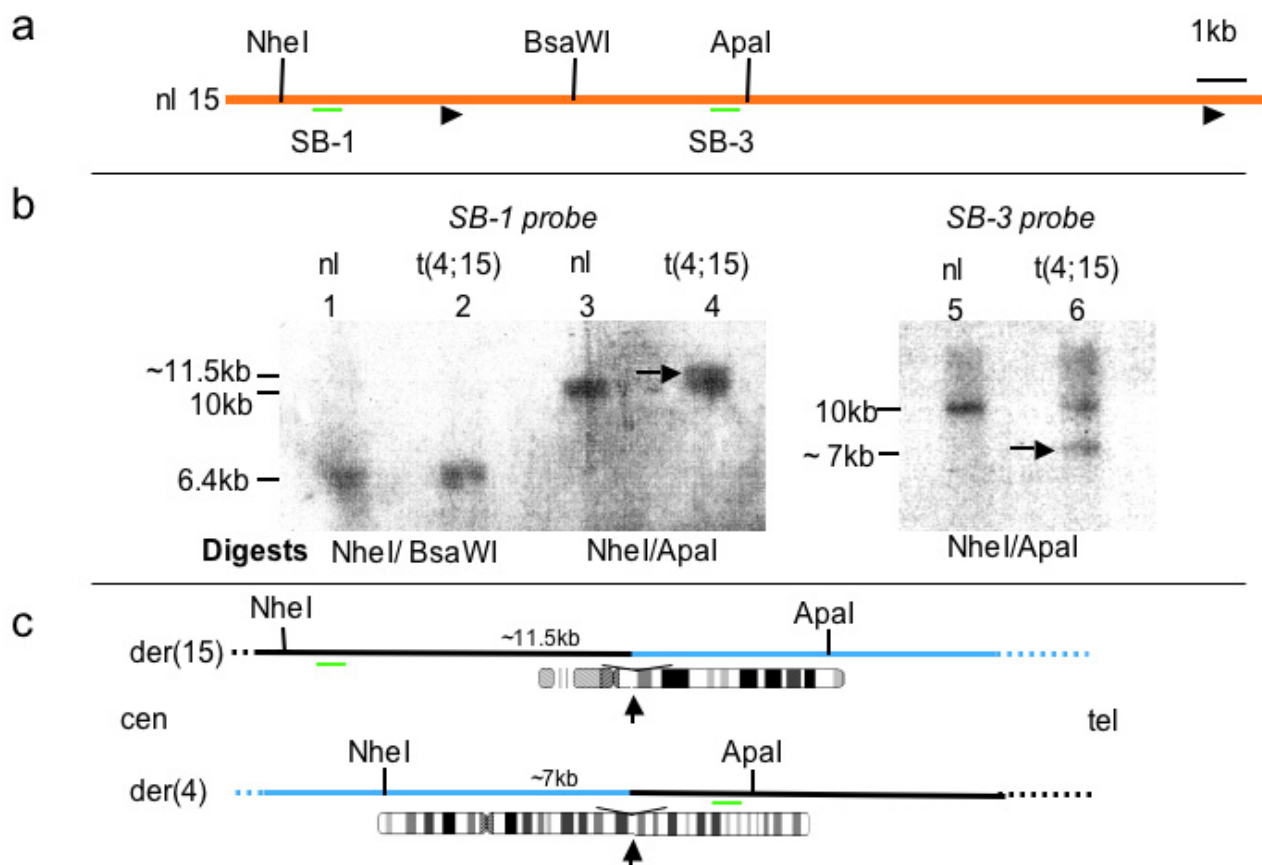 a
NheI BsaWI ApaI 1kb
nl 15
SB-1 SB-3
b
SB-1 probe SB-3 probe
nl t(4;15) nl t(4;15) nl t(4;15)
1 2 3 4 5 6
~11.5kb
10kb
6.4kb
10kb
~ 7kb
Digests NheI/ BsaWI NheI/ApaI NheI/ApaI
c
NheI ApaI
der(15) ~11.5kb
cen tel
NheI ApaI
der(4) ~7kb